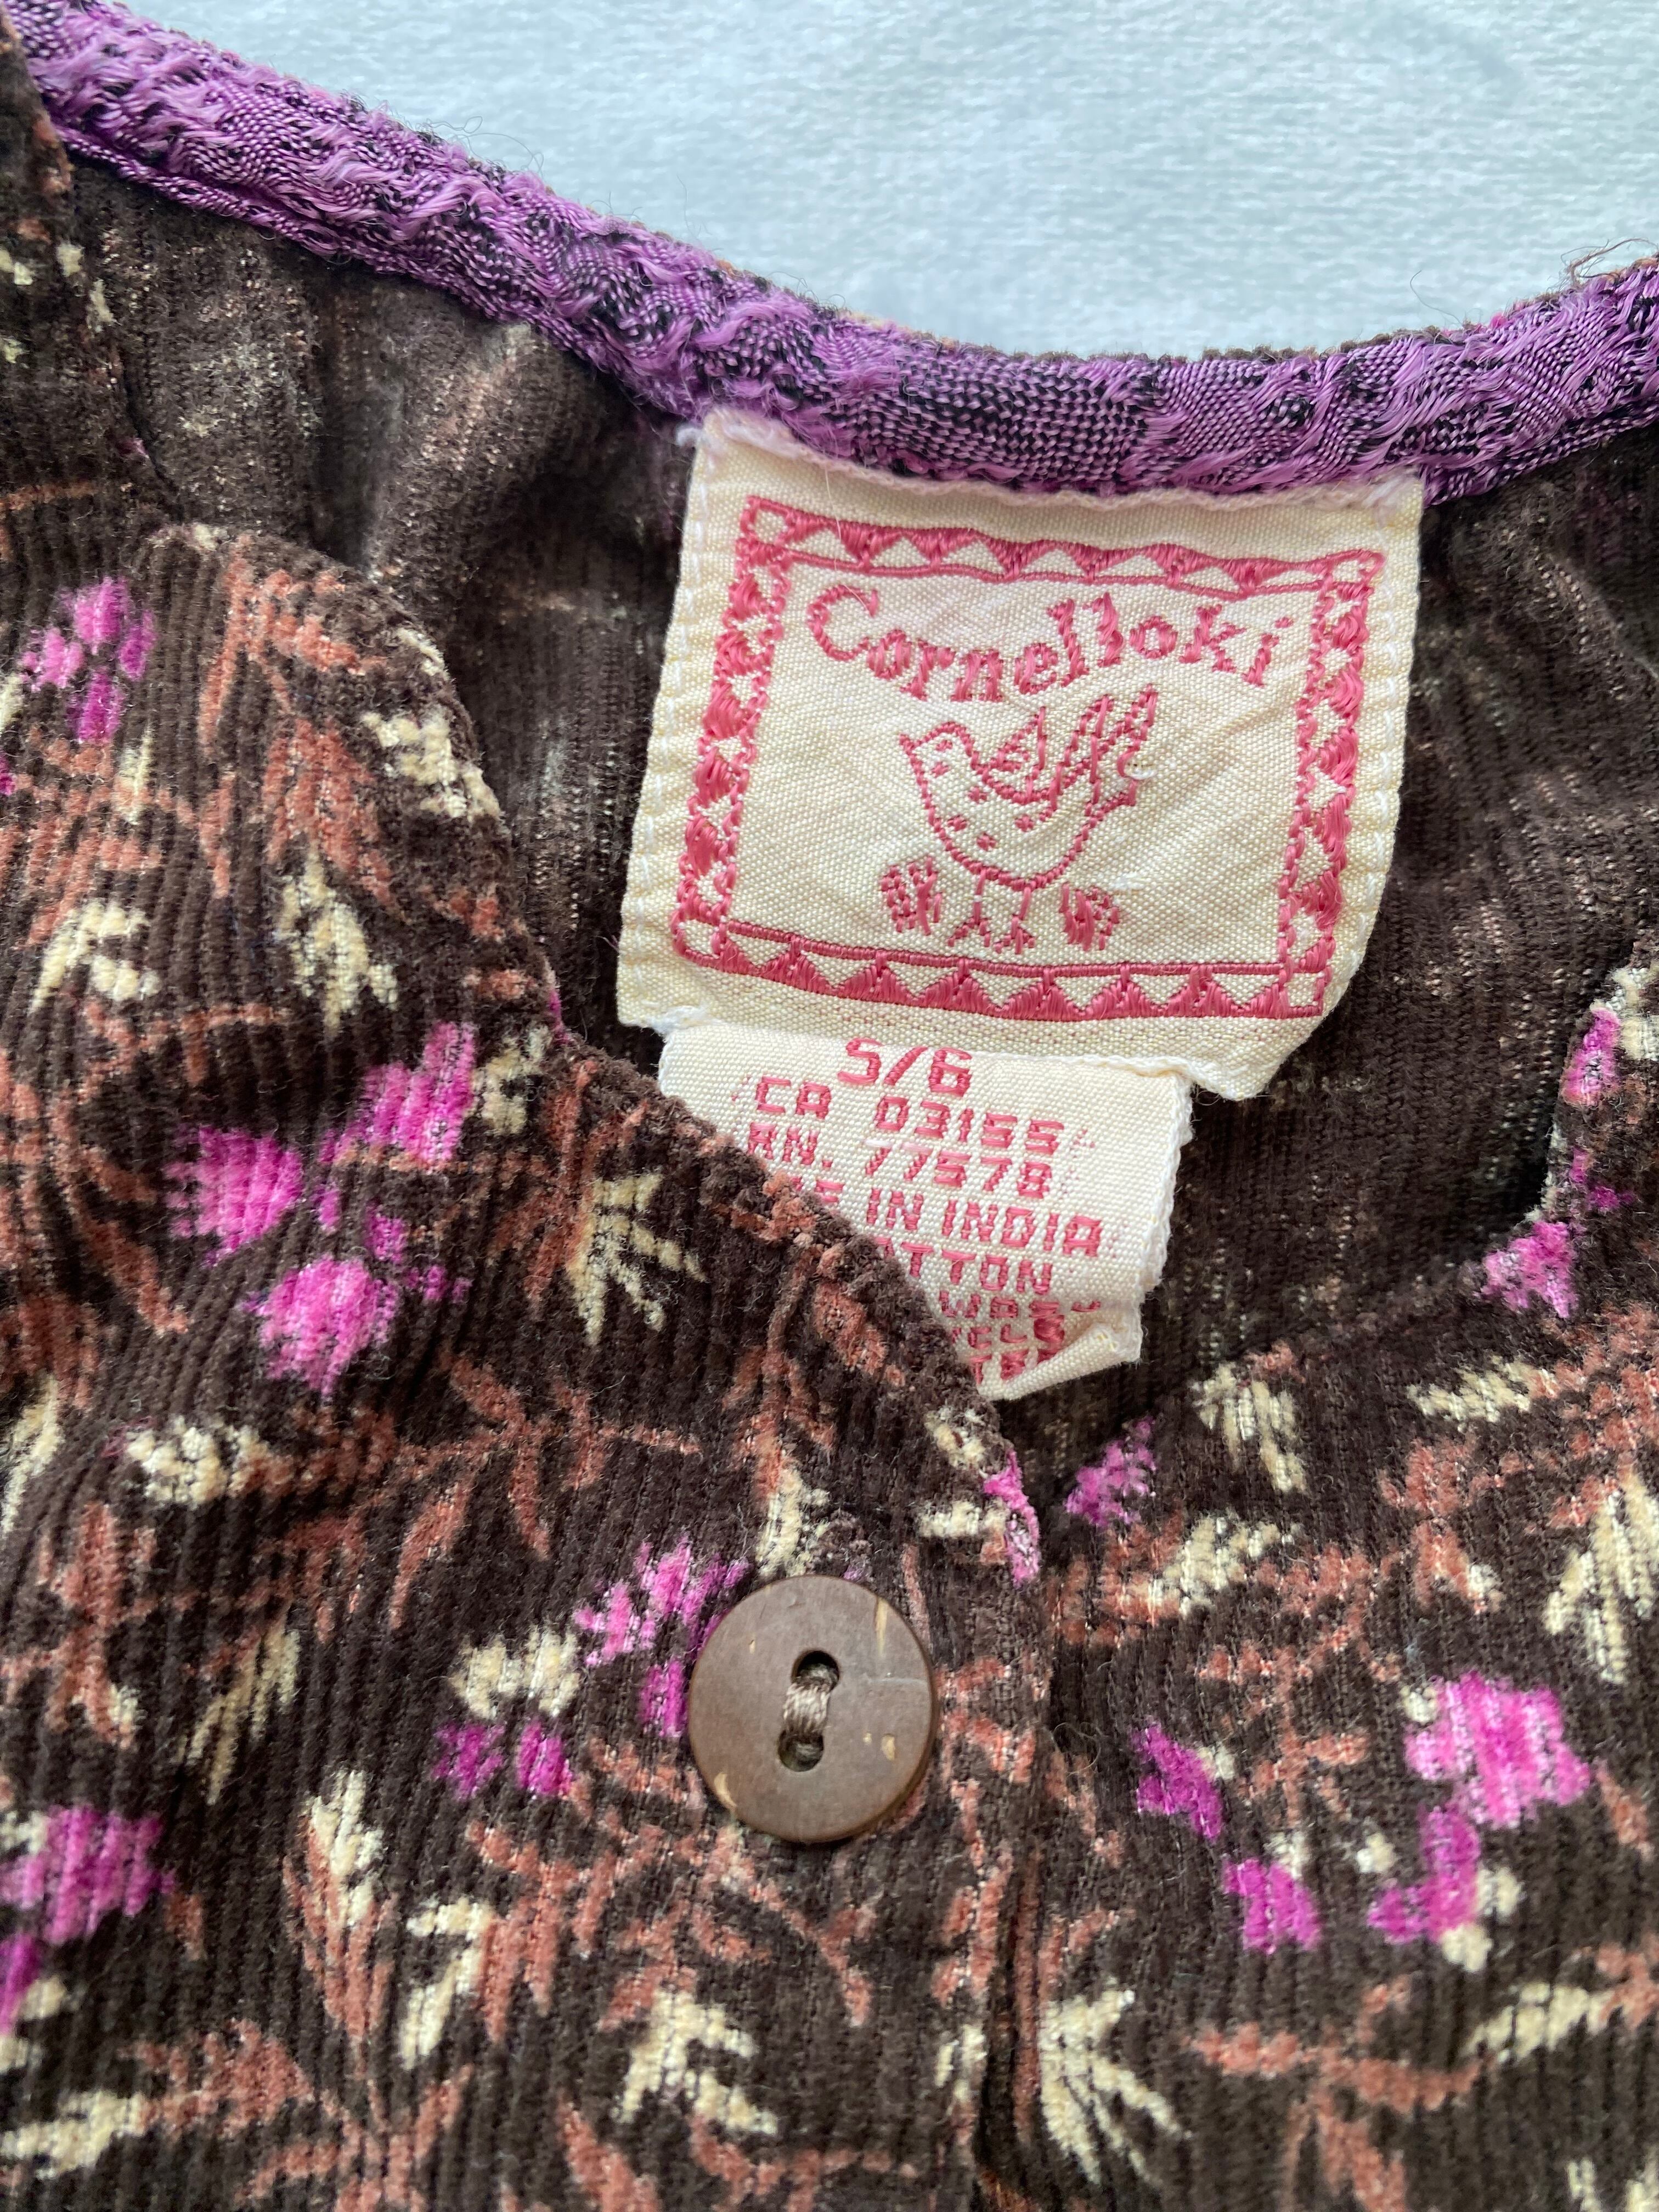 Cornelloki
5/6
CA 03155
RN. 77578
IN INDIA